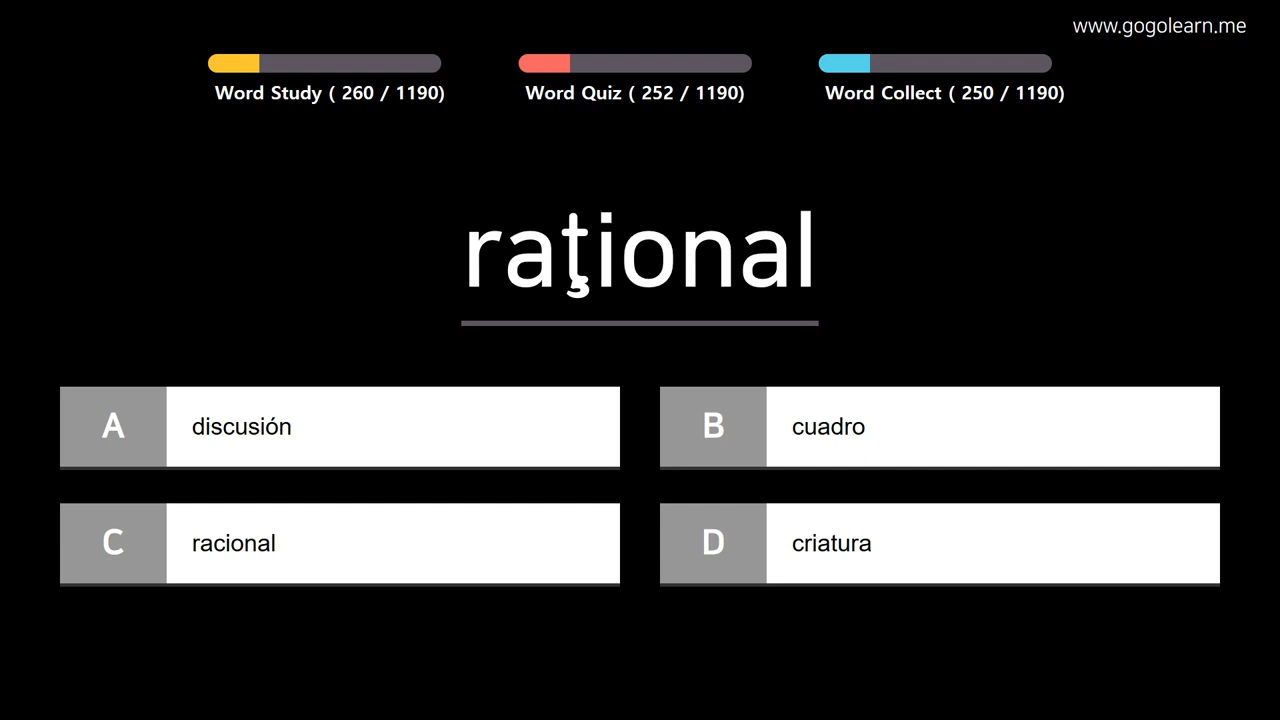 www.gogolearn.me
Word Study ( 260 / 1190)
Word Quiz ( 252 / 1190)
Word Collect ( 250 / 1190)
raţional
A discusión
B cuadro
C racional
D criatura